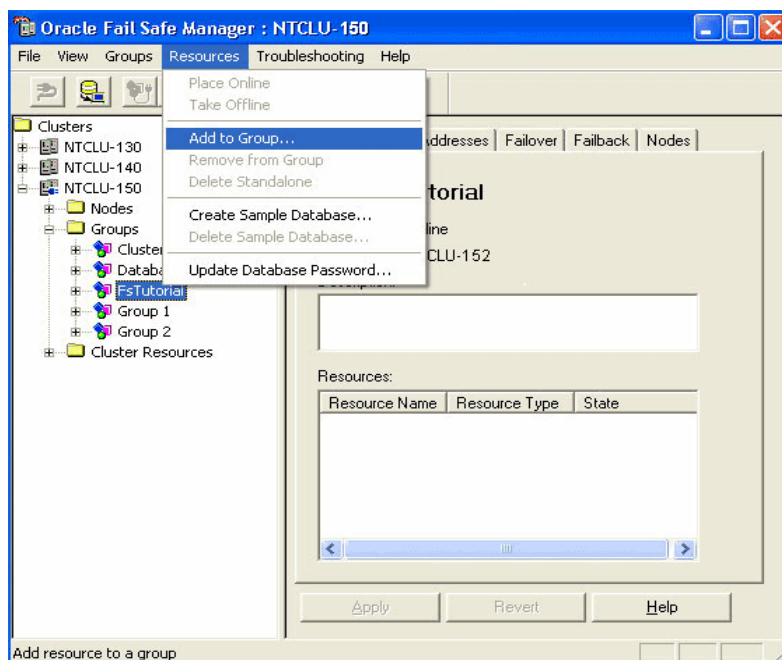 Oracle Fail Safe Manager : NTCLU-150
File View Groups Resources Troubleshooting Help
Place Online
Take Offline
Add to Group...
Remove from Group
Delete Standalone
Create Sample Database...
Delete Sample Database...
Update Database Password...
Clusters
NTCLU-130
NTCLU-140
NTCLU-150
Nodes
Groups
Cluste
Databa
FsTutorial
Group 1
Group 2
Cluster Resources
ddresses Failover Failback Nodes
torial
line
CLU-152
Resources:
Resource Name Resource Type State
Apply Revert Help
Add resource to a group